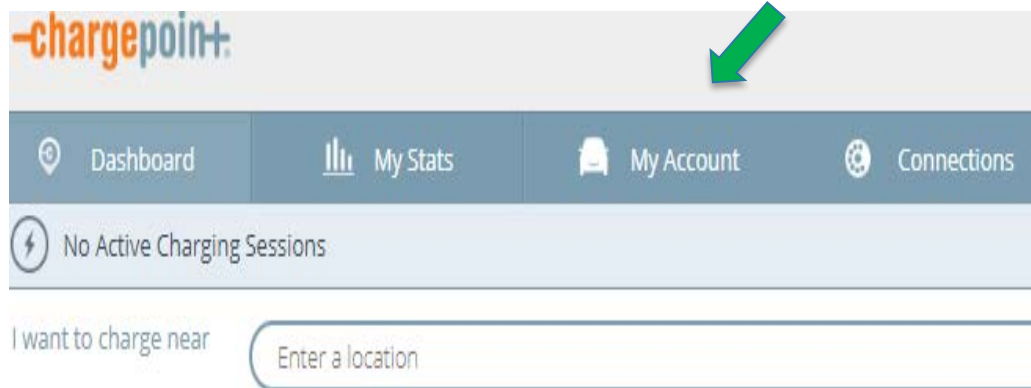 -chargepoin+
Dashboard My Stats My Account Connections
No Active Charging Sessions
I want to charge near Enter a location